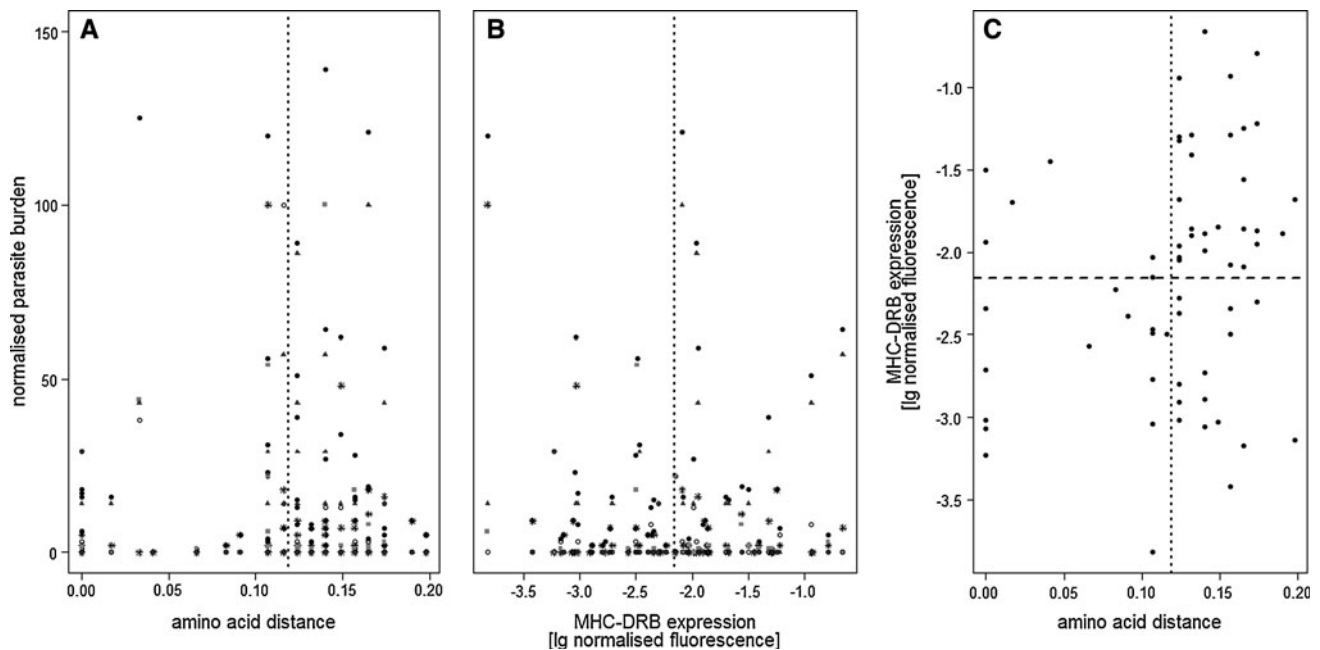 A
B
C
150
100
50
0
normalised parasite burden
0.00 0.05 0.10 0.15 0.20
amino acid distance
-3.5 -3.0 -2.5 -2.0 -1.5 -1.0
MHC-DRB expression
[lg normalised fluorescence]
-1.0
-1.5
-2.0
-2.5
-3.0
-3.5
MHC-DRB expression
[lg normalised fluorescence]
0.00 0.05 0.10 0.15 0.20
amino acid distance